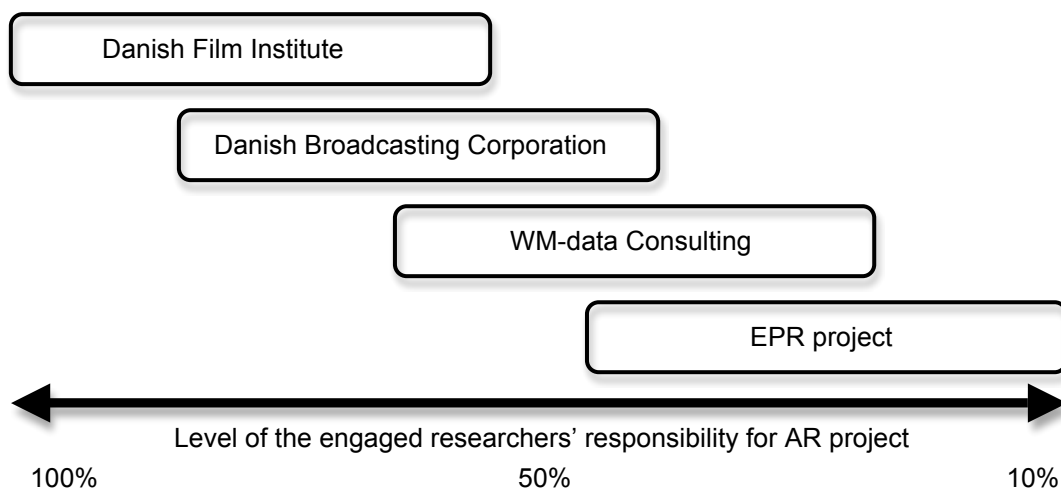 Danish Film Institute
Danish Broadcasting Corporation
WM-data Consulting
EPR project
Level of the engaged researchers’ responsibility for AR project
100% 50% 10%